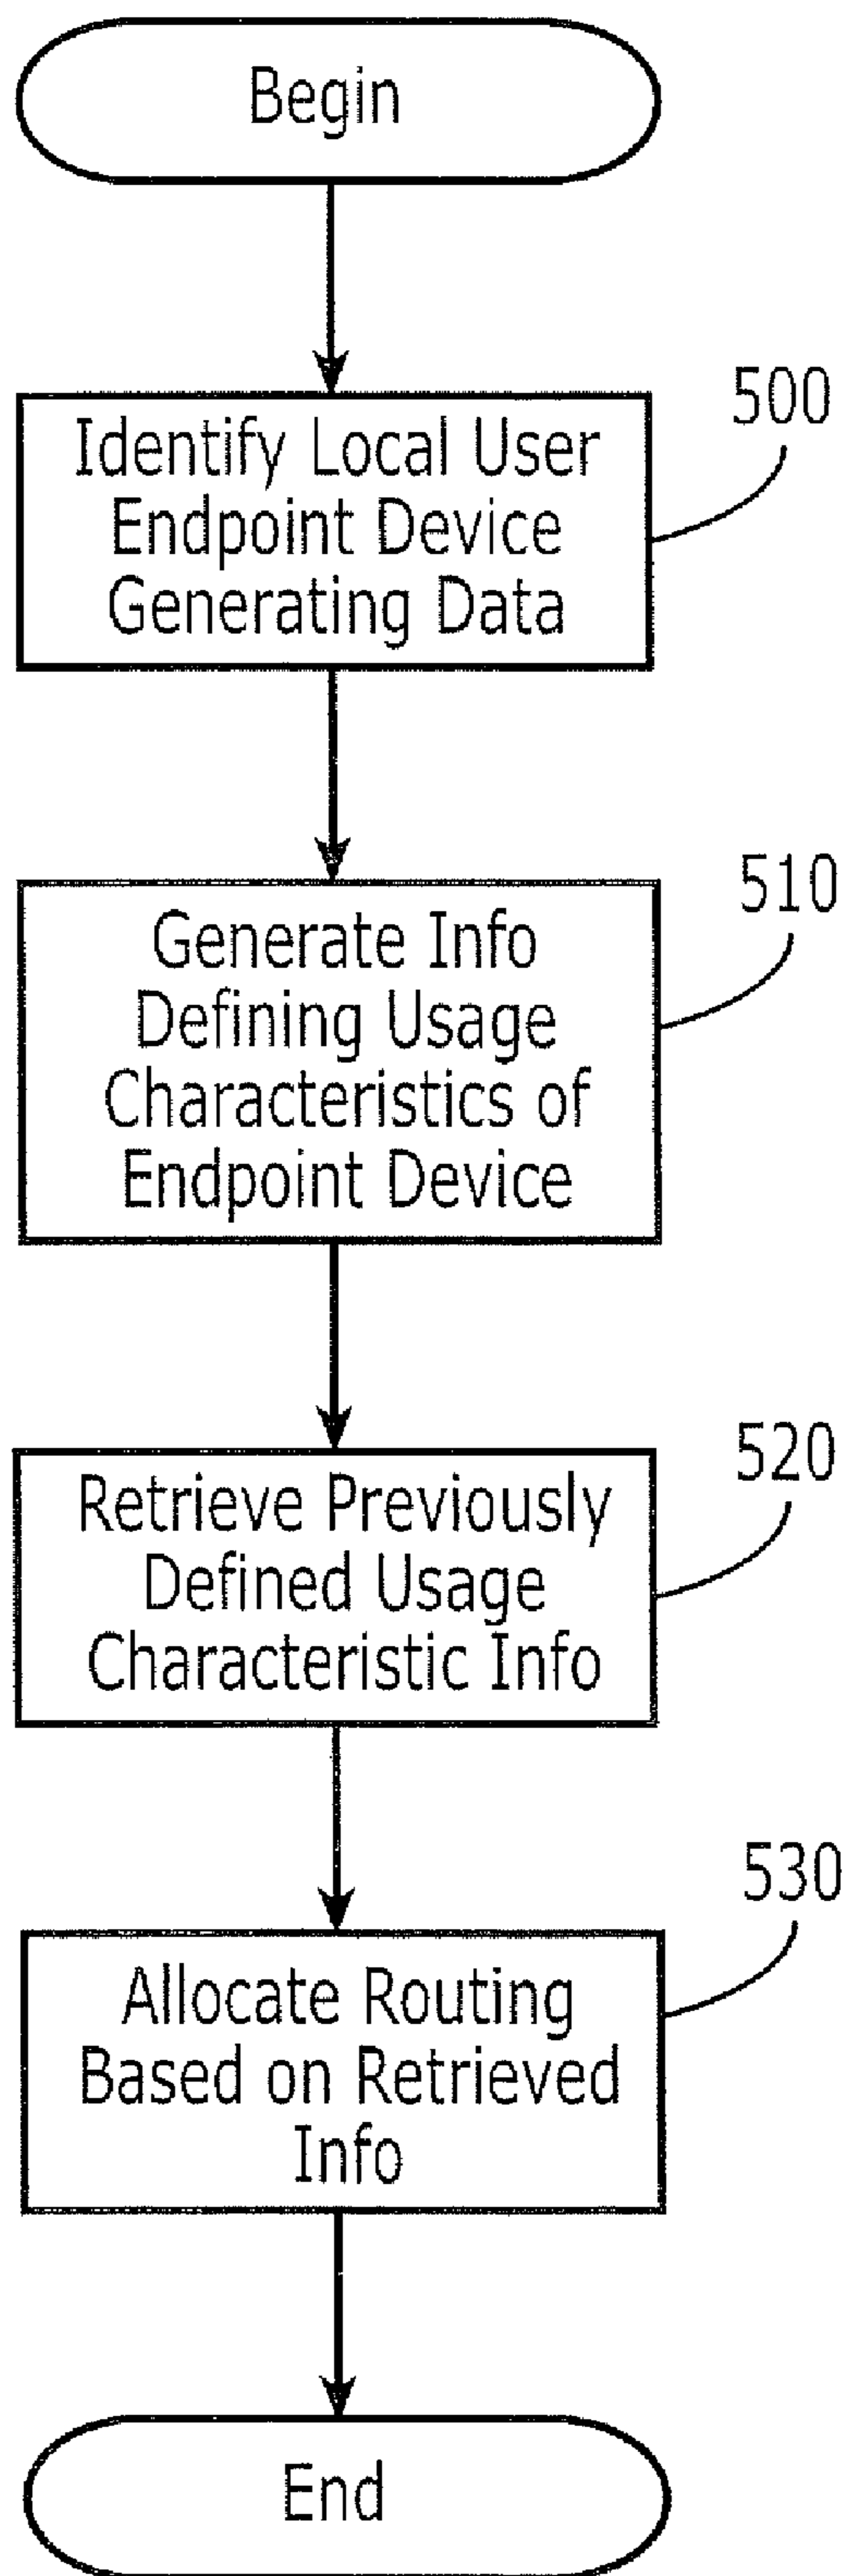 Begin
500
Identify Local User
Endpoint Device
Generating Data
510
Generate Info
Defining Usage
Characteristics of
Endpoint Device
520
Retrieve Previously
Defined Usage
Characteristic Info
530
Allocate Routing
Based on Retrieved
Info
End